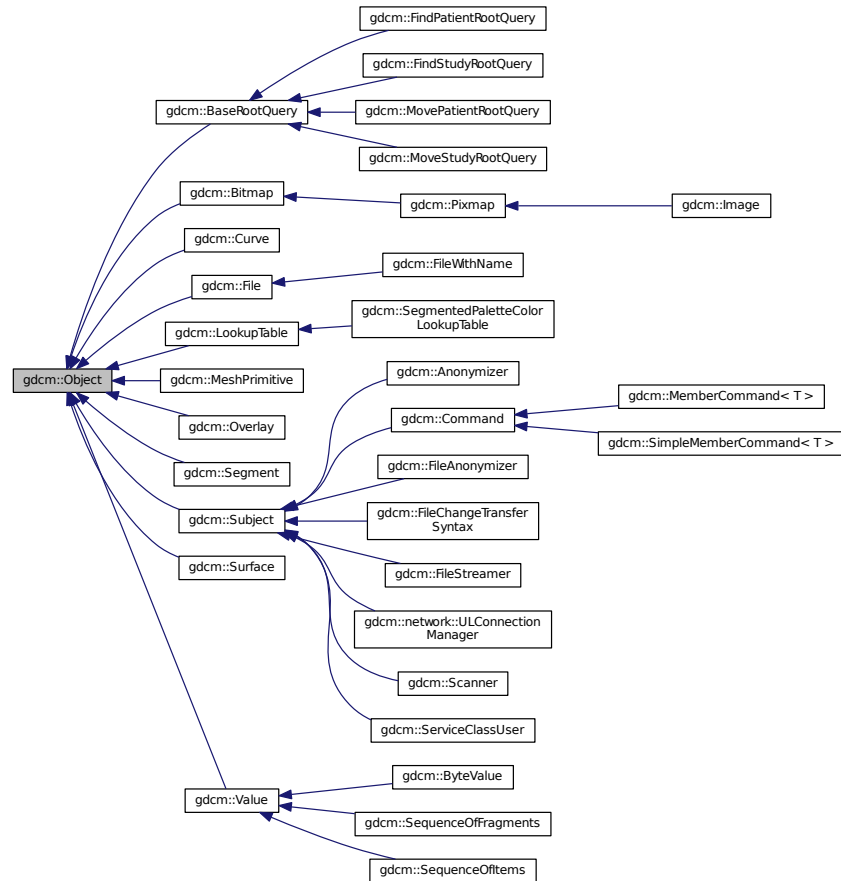 gdcm::FindPatientRootQuery
gdcm::FindStudyRootQuery
gdcm::BaseRootQuery
gdcm::MovePatientRootQuery
gdcm::MoveStudyRootQuery
gdcm::Bitmap
gdcm::Pixmap
gdcm::Image
gdcm::Curve
gdcm::FileWithName
gdcm::File
gdcm::SegmentedPaletteColor
LookupTable
gdcm::LookupTable
gdcm::Object
gdcm::MeshPrimitive
gdcm::Anonymizer
gdcm::MemberCommand< T >
gdcm::Overlay
gdcm::Command
gdcm::SimpleMemberCommand< T >
gdcm::Segment
gdcm::FileAnonymizer
gdcm::Subject
gdcm::FileChangeTransfer
Syntax
gdcm::Surface
gdcm::FileStreamer
gdcm::network::ULConnection
Manager
gdcm::Scanner
gdcm::ServiceClassUser
gdcm::ByteValue
gdcm::Value
gdcm::SequenceOfFragments
gdcm::SequenceOfItems